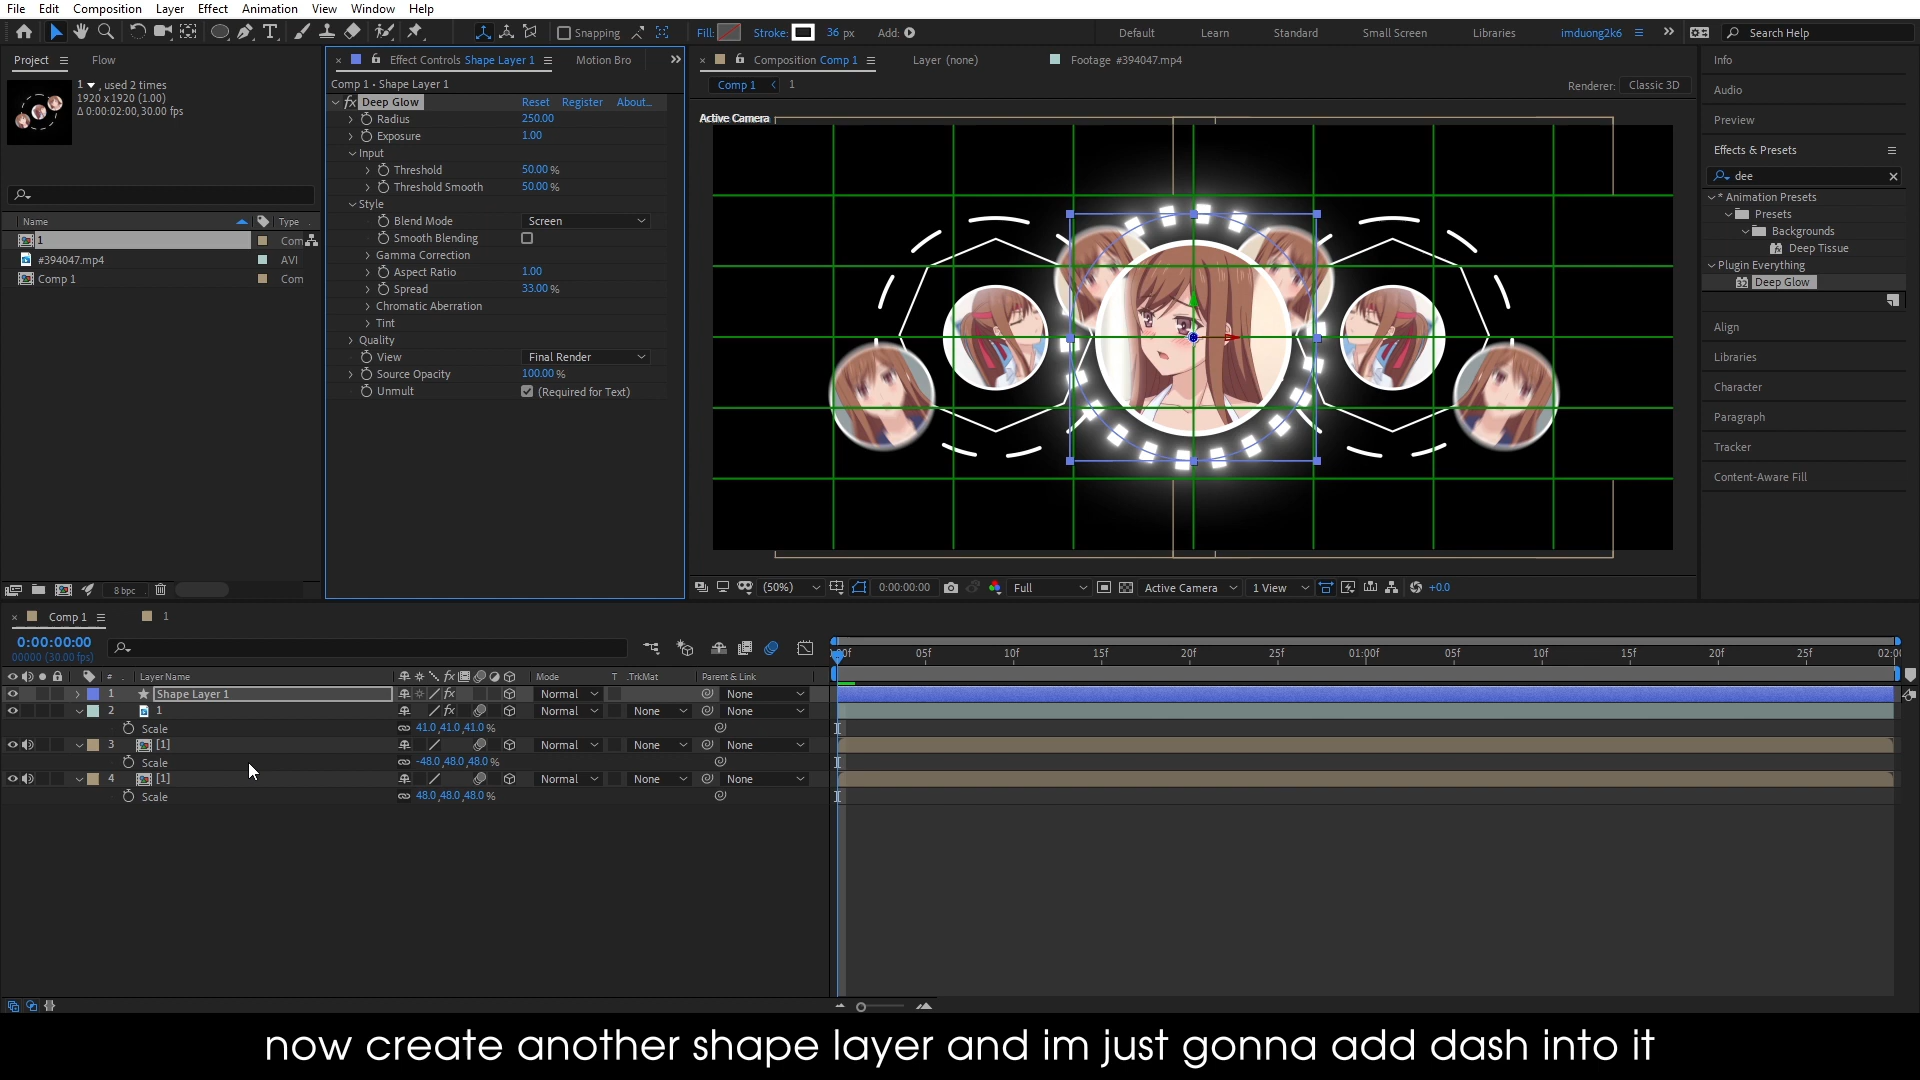 File Edit Composition Layer Effect Animation Text View Window Help
Snapping Fill: Stroke: 36 px Add: Default Learn Standard Small Screen Libraries imduong2k6 Search Help
Project Flow
1 , used 2 times
1920 x 1920 (1.00)
Δ 0:00:02:00, 30.00 fps
Name Type
1 Com
#394047.mp4 AVI
Comp 1 Com
8 bpc
Effect Controls Shape Layer 1 Motion Bro
Comp 1 • Shape Layer 1
fx Deep Glow Reset Register About...
Radius 250.00
Exposure 1.00
Input
Threshold 50.00 %
Threshold Smooth 50.00 %
Style
Blend Mode Screen
Smooth Blending
Gamma Correction
Aspect Ratio 1.00
Spread 33.00 %
Chromatic Aberration
Tint
Quality
View Final Render
Source Opacity 100.00 %
Unmult (Required for Text)
Composition Comp 1 Layer (none) Footage #394047.mp4
Comp 1 1 Renderer: Classic 3D
Active Camera
(50%) 0:00:00:00 Full Active Camera 1 View +0.0
Info
Audio
Preview
Effects & Presets
dee
* Animation Presets
Presets
Backgrounds
Deep Tissue
Plugin Everything
32 Deep Glow
Align
Libraries
Character
Paragraph
Tracker
Content-Aware Fill
Comp 1 1
0:00:00:00
00000 (30.00 fps)
05f 10f 15f 20f 25f 01:00f 05f 10f 15f 20f 25f
# Layer Name Mode T .TrkMat Parent & Link
1 Shape Layer 1 fx Normal None
2 1 fx Normal None None
Scale 41.0,41.0,41.0 %
3 [1] Normal None None
Scale -48.0,48.0,48.0 %
4 [1] Normal None None
Scale 48.0,48.0,48.0 %
now create another shape layer and im just gonna add dash into it